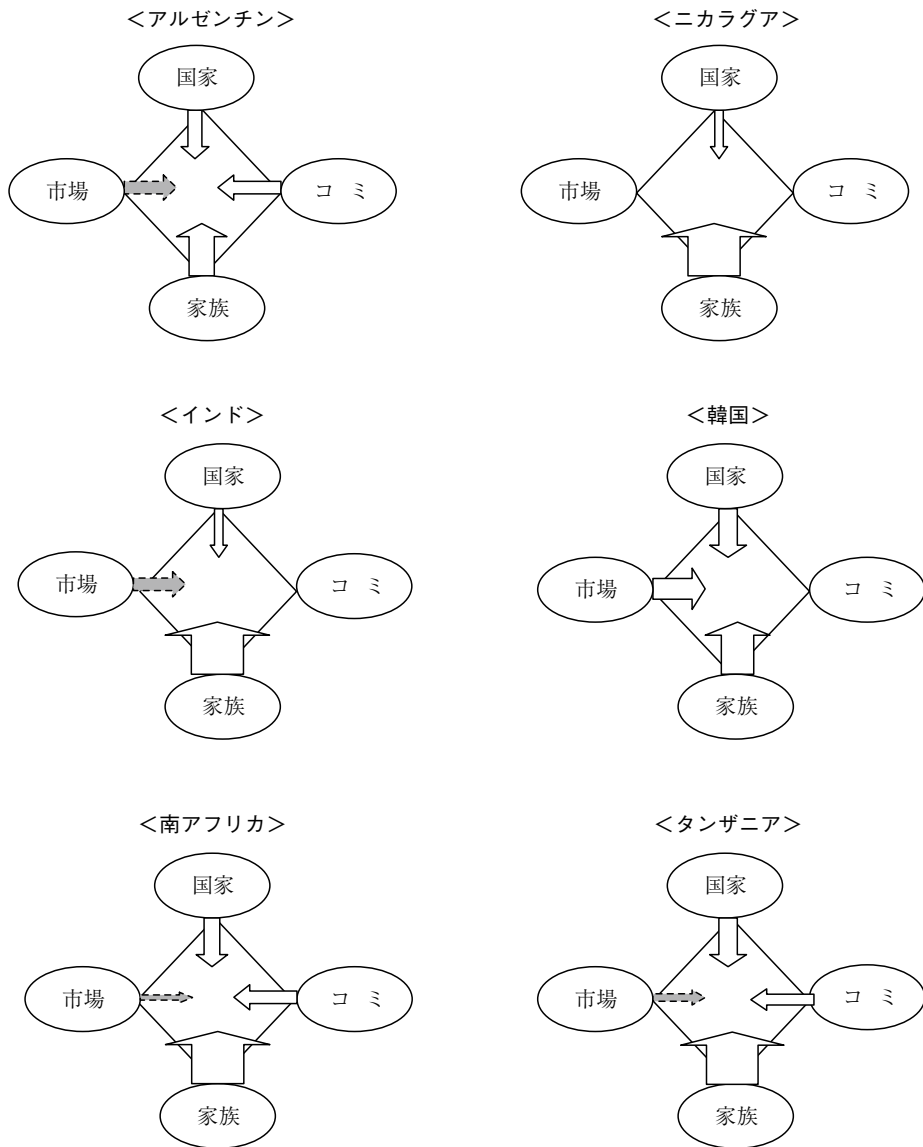 ＜アルゼンチン＞
国家
市場
コ ミ
家族
＜ニカラグア＞
国家
市場
コ ミ
家族
＜インド＞
国家
市場
コ ミ
家族
＜韓国＞
国家
市場
コ ミ
家族
＜南アフリカ＞
国家
市場
コ ミ
家族
＜タンザニア＞
国家
市場
コ ミ
家族